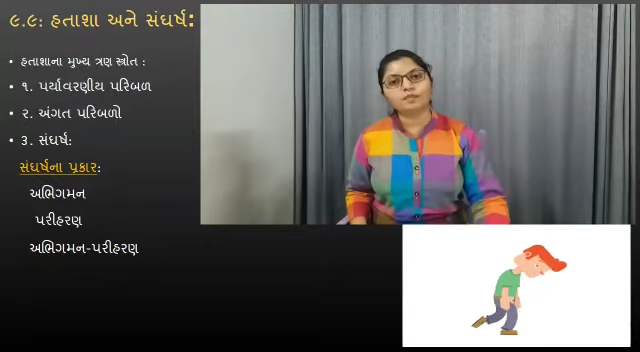 ૯.૯: હતાશા અને સંઘર્ષ:
• હતાશાના મુખ્ય ત્રણ સ્ત્રોત :
• ૧. પર્યાવરણીય પરિબળ
• ૨. અંગત પરિબળો
• 3. સંઘર્ષ:
સંઘર્ષના પ્રકાર:
અભિગમન
પરીહરણ
અભિગમન-પરીહરણ